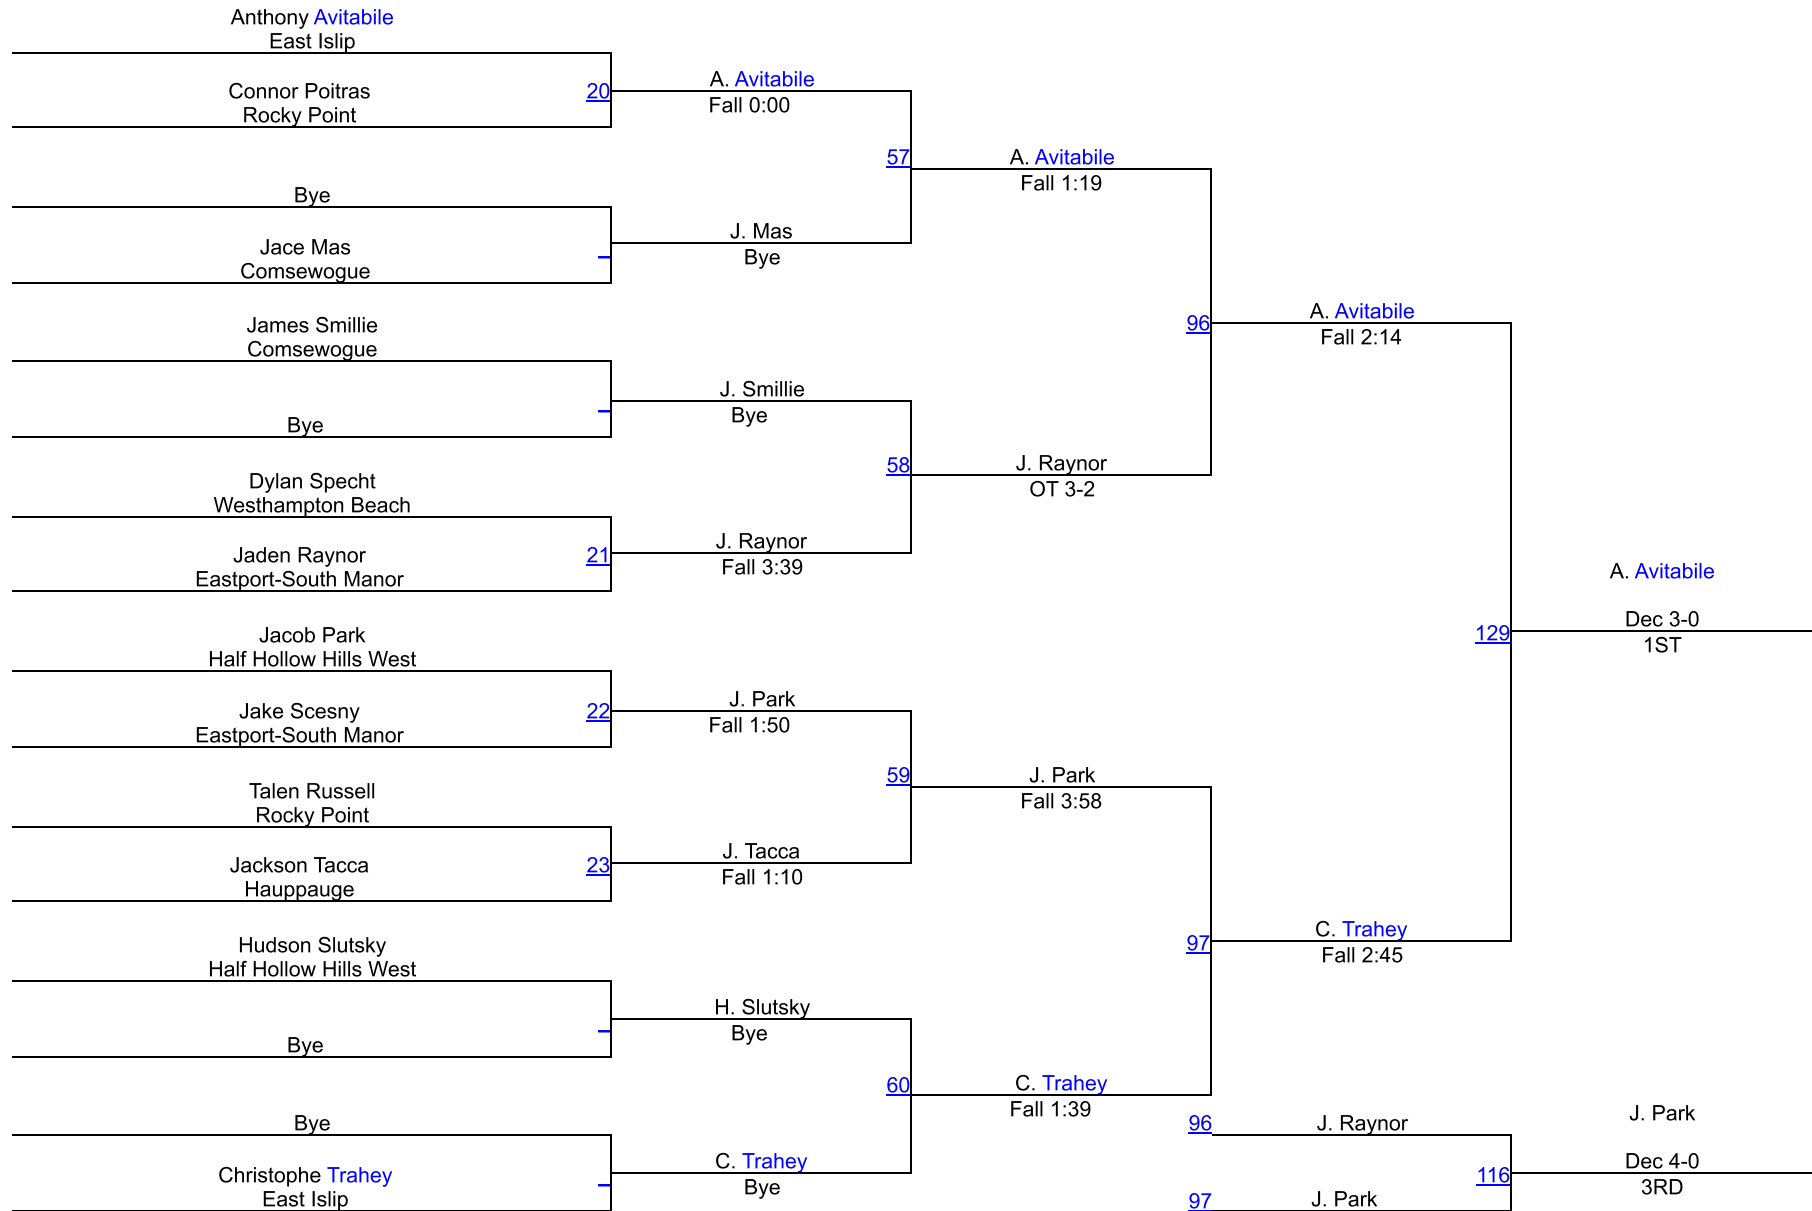 Anthony Avitabile
East Islip
Connor Poitras
Rocky Point
20
Bye
Jace Mas
Comsewogue
James Smillie
Comsewogue
Bye
Dylan Specht
Westhampton Beach
Jaden Raynor
Eastport-South Manor
21
Jacob Park
Half Hollow Hills West
Jake Scesny
Eastport-South Manor
22
Talen Russell
Rocky Point
Jackson Tacca
Hauppauge
23
Hudson Slutsky
Half Hollow Hills West
Bye
Bye
Christophe Trahey
East Islip
A. Avitabile
Fall 0:00
57
J. Mas
Bye
J. Smillie
Bye
58
J. Raynor
Fall 3:39
J. Park
Fall 1:50
59
J. Tacca
Fall 1:10
H. Slutsky
Bye
60
C. Trahey
Bye
A. Avitabile
Fall 1:19
96
J. Raynor
OT 3-2
J. Park
Fall 3:58
97
C. Trahey
Fall 1:39
A. Avitabile
Fall 2:14
129
C. Trahey
Fall 2:45
A. Avitabile
Dec 3-0
1ST
96
J. Raynor
116
97
J. Park
J. Park
Dec 4-0
3RD